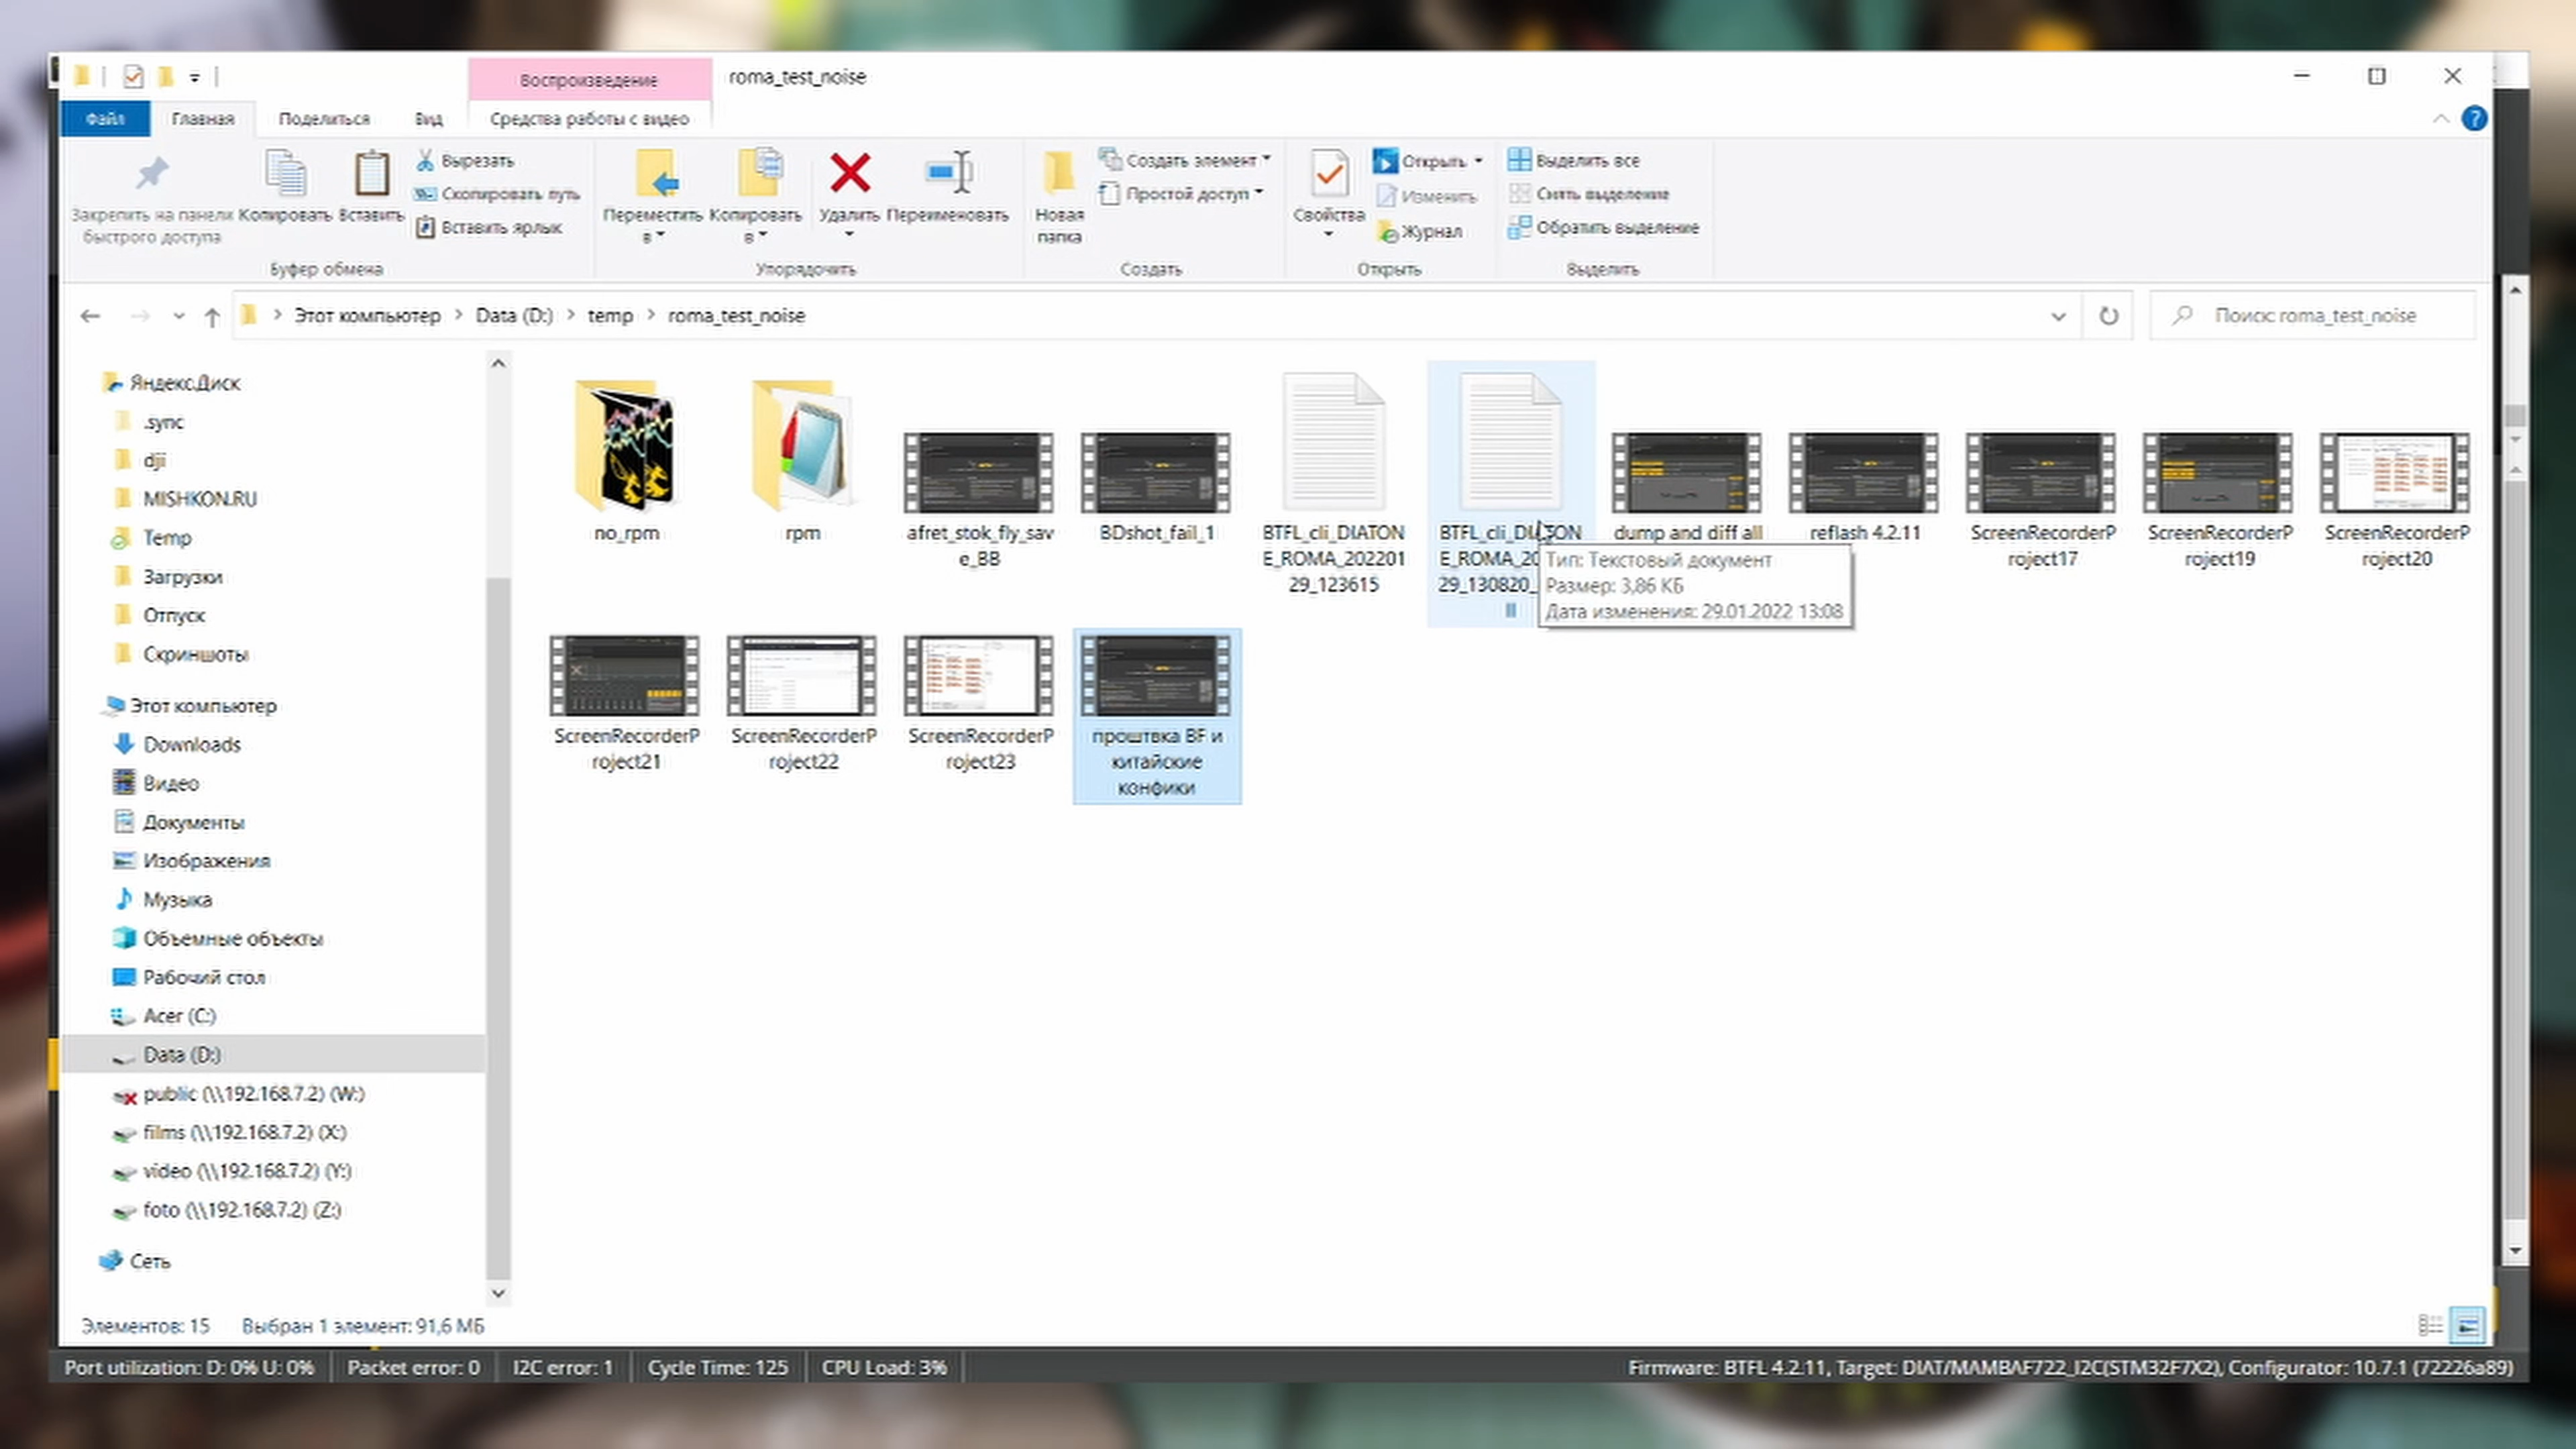 Воспроизведение
roma_test_noise
Файл
Главная
Поделиться
Вид
Средства работы с видео
Закрепить на панели
быстрого доступа
Копировать
Вставить
Вырезать
Скопировать путь
Вставить ярлык
Переместить
в
Копировать
в
Удалить
Переименовать
Новая
папка
Создать элемент
Простой доступ
Свойства
Открыть
Изменить
Журнал
Выделить все
Снять выделение
Обратить выделение
Буфер обмена
Упорядочить
Создать
Открыть
Выделить
Этот компьютер > Data (D:) > temp > roma_test_noise
Поиск: roma_test_noise
Яндекс.Диск
.sync
dji
MISHKON.RU
Temp
Загрузки
Отпуск
Скриншоты
Этот компьютер
Downloads
Видео
Документы
Изображения
Музыка
Объемные объекты
Рабочий стол
Acer (C:)
Data (D:)
public (\\192.168.7.2) (W:)
films (\\192.168.7.2) (X:)
video (\\192.168.7.2) (Y:)
foto (\\192.168.7.2) (Z:)
Сеть
no_rpm
rpm
afret_stok_fly_sav
e_BB
BDshot_fail_1
BTFL_cli_DIATON
E_ROMA_202201
29_123615
BTFL_cli_DIATON
E_ROMA_20
29_130820_
ll
dump and diff all
reflash 4.2.11
ScreenRecorderP
roject17
ScreenRecorderP
roject19
ScreenRecorderP
roject20
Тип: Текстовый документ
Размер: 3,86 КБ
Дата изменения: 29.01.2022 13:08
ScreenRecorderP
roject21
ScreenRecorderP
roject22
ScreenRecorderP
roject23
проштвка BF и
китайские
конфики
Элементов: 15
Выбран 1 элемент: 91,6 МБ
Port utilization: D: 0% U: 0%
Packet error: 0
I2C error: 1
Cycle Time: 125
CPU Load: 3%
Firmware: BTFL 4.2.11, Target: DIAT/MAMBAF722_I2C(STM32F7X2), Configurator: 10.7.1 (72226a89)